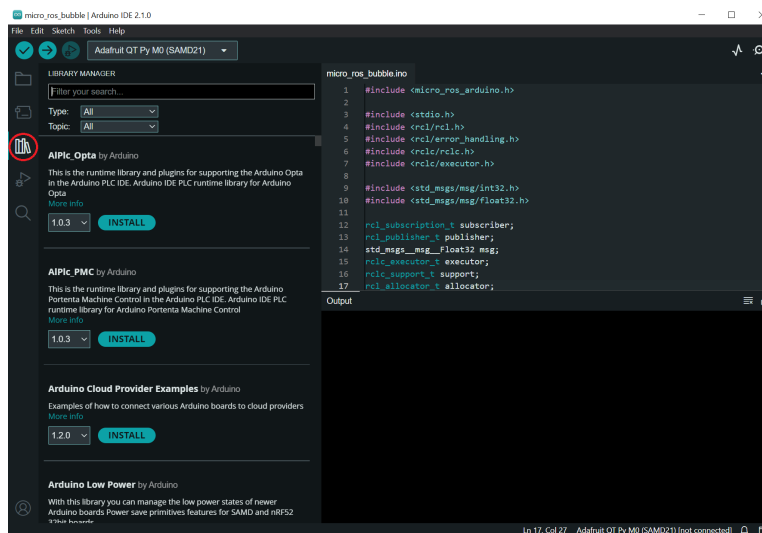 micro_ros_bubble | Arduino IDE 2.1.0
File Edit Sketch Tools Help
Adafruit QT Py M0 (SAMD21)
LIBRARY MANAGER
Filter your search...
Type: All
Topic: All
AIPlc_Opta by Arduino
This is the runtime library and plugins for supporting the Arduino Opta
in the Arduino PLC IDE. Arduino IDE PLC runtime library for Arduino
Opta
More info
1.0.3 INSTALL
AIPlc_PMC by Arduino
This is the runtime library and plugins for supporting the Arduino
Portenta Machine Control in the Arduino PLC IDE. Arduino IDE PLC
runtime library for Arduino Portenta Machine Control
More info
1.0.3 INSTALL
Arduino Cloud Provider Examples by Arduino
Examples of how to connect various Arduino boards to cloud providers
More info
1.2.0 INSTALL
Arduino Low Power by Arduino
With this library you can manage the low power states of newer
Arduino boards Power save primitives features for SAMD and nRF52
32bit boards
micro_ros_bubble.ino
1 #include <micro_ros_arduino.h>
2
3 #include <stdio.h>
4 #include <rcl/rcl.h>
5 #include <rcl/error_handling.h>
6 #include <rclc/rclc.h>
7 #include <rclc/executor.h>
8
9 #include <std_msgs/msg/int32.h>
10 #include <std_msgs/msg/float32.h>
11
12 rcl_subscription_t subscriber;
13 rcl_publisher_t publisher;
14 std_msgs__msg__Float32 msg;
15 rclc_executor_t executor;
16 rclc_support_t support;
17 rcl_allocator_t allocator;
Output
Ln 17, Col 27 Adafruit QT Py M0 (SAMD21) [not connected]